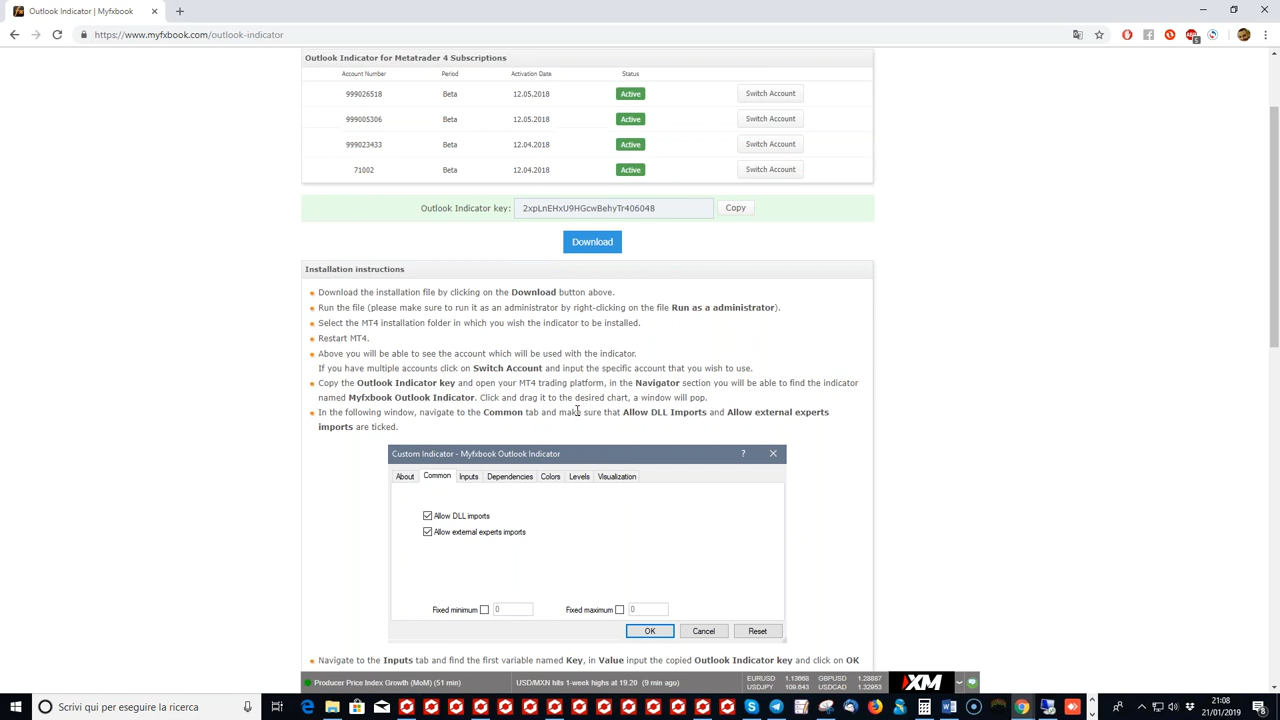 Outlook Indicator | Myfxbook
https://www.myfxbook.com/outlook-indicator
Outlook Indicator for Metatrader 4 Subscriptions
Account Number Period Activation Date Status
999026518 Beta 12.05.2018 Active Switch Account
999005306 Beta 12.05.2018 Active Switch Account
999023433 Beta 12.04.2018 Active Switch Account
71002 Beta 12.04.2018 Active Switch Account
Outlook Indicator key: 2xpLnEHxU9HGcwBehyTr406048 Copy
Download
Installation instructions
Download the installation file by clicking on the Download button above.
Run the file (please make sure to run it as an administrator by right-clicking on the file Run as a administrator).
Select the MT4 installation folder in which you wish the indicator to be installed.
Restart MT4.
Above you will be able to see the account which will be used with the indicator.
If you have multiple accounts click on Switch Account and input the specific account that you wish to use.
Copy the Outlook Indicator key and open your MT4 trading platform, in the Navigator section you will be able to find the indicator
named Myfxbook Outlook Indicator. Click and drag it to the desired chart, a window will pop.
In the following window, navigate to the Common tab and make sure that Allow DLL Imports and Allow external experts
imports are ticked.
Custom Indicator - Myfxbook Outlook Indicator
About Common Inputs Dependencies Colors Levels Visualization
Allow DLL imports
Allow external experts imports
Fixed minimum 0 Fixed maximum 0
OK Cancel Reset
Navigate to the Inputs tab and find the first variable named Key, in Value input the copied Outlook Indicator key and click on OK
Producer Price Index Growth (MoM) (51 min) USD/MXN hits 1-week highs at 19.20 (9 min ago)
EURUSD 1.13668 GBPUSD 1.28887
USDJPY 109.643 USDCAD 1.32953
XM
Scrivi qui per eseguire la ricerca
21:08
21/01/2019